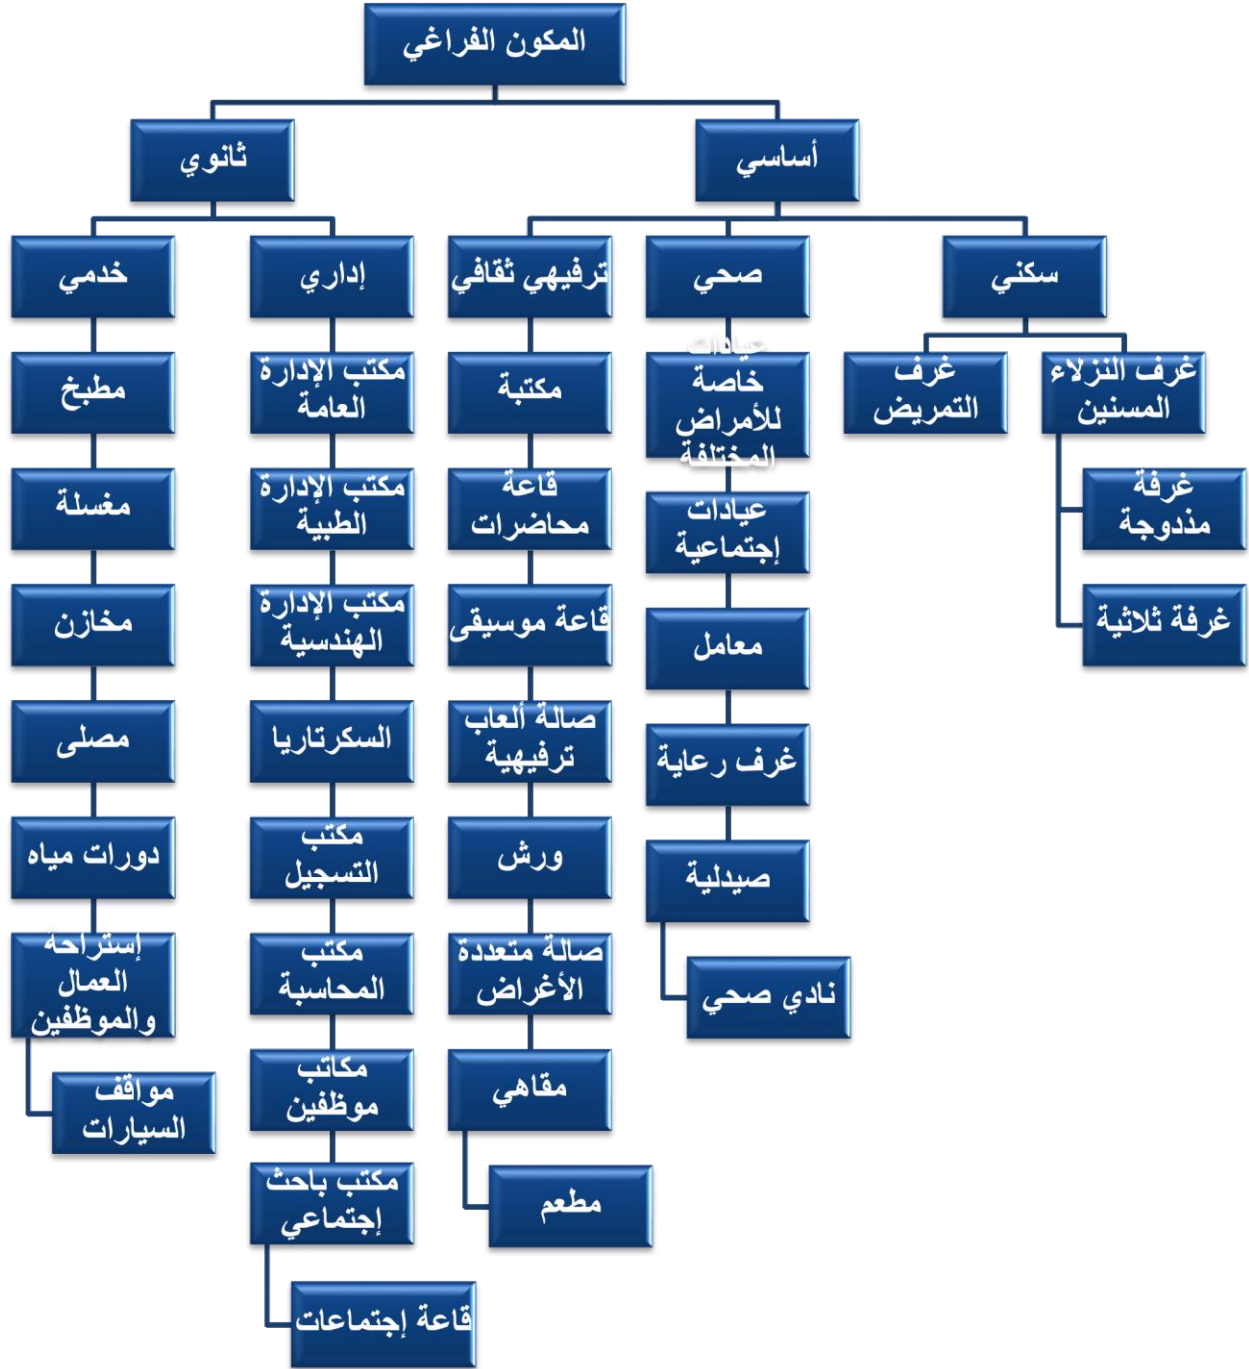 المكون الفراغي
أساسي
ثانوي
سكني
صحي
ترفيهي ثقافي
إداري
خدمي
غرف النزلاء
المسنين
غرف
التمريض
غرفة
مذدوجة
غرفة ثلاثية
عيادات
خاصة
للأمراض
المختلفة
عيادات
إجتماعية
معامل
غرف رعاية
صيدلية
نادي صحي
مكتبة
قاعة
محاضرات
قاعة موسيقى
صالة ألعاب
ترفيهية
ورش
صالة متعددة
الأغراض
مقاهي
مطعم
مكتب الإدارة
العامة
مكتب الإدارة
الطبية
مكتب الإدارة
الهندسية
السكرتاريا
مكتب
التسجيل
مكتب
المحاسبة
مكاتب
موظفين
مكتب باحث
إجتماعي
قاعة إجتماعات
مطبخ
مغسلة
مخازن
مصلى
دورات مياه
إستراحة
العمال
والموظفين
مواقف
السيارات